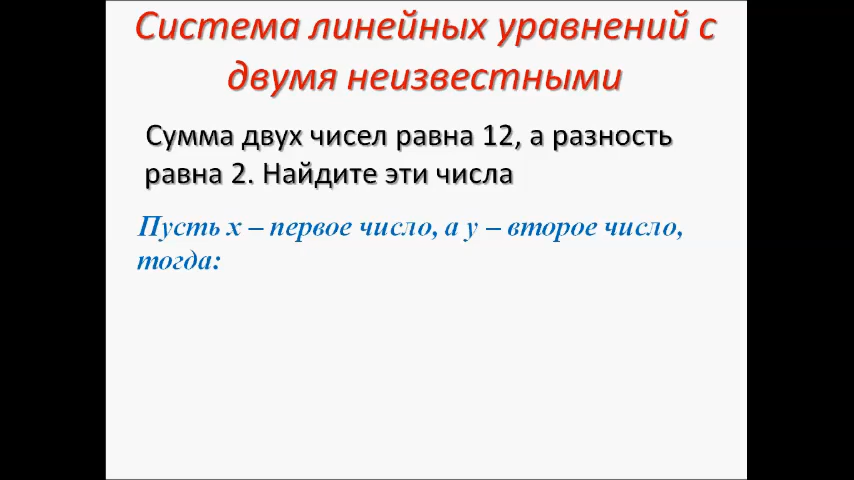 Система линейных уравнений с
двумя неизвестными
Сумма двух чисел равна 12, а разность
равна 2. Найдите эти числа
Пусть х – первое число, а у – второе число,
тогда: